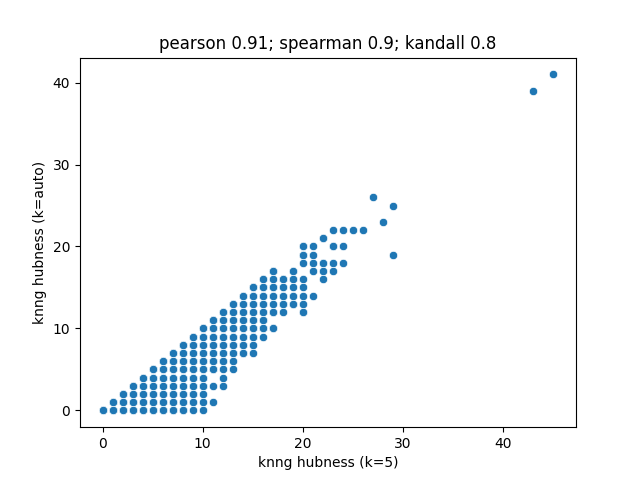 pearson 0.91; spearman 0.9; kandall 0.8
knng hubness (k=auto)
40
30
20
10
0
0 10 20 30 40
knng hubness (k=5)